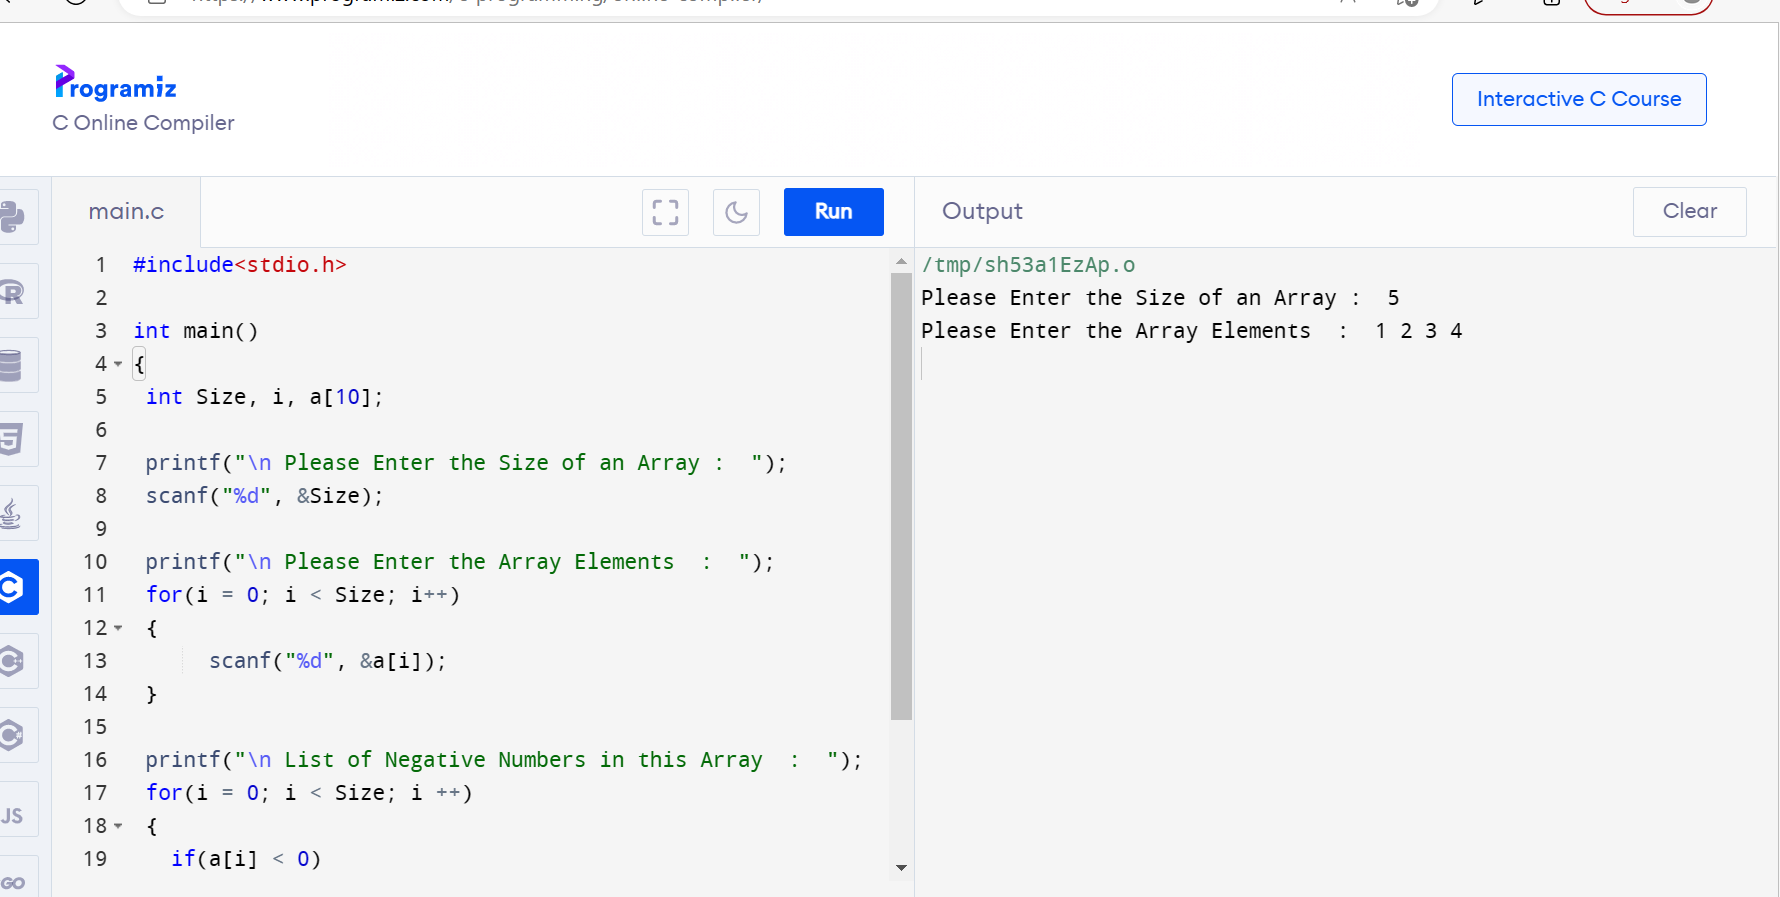 Programiz
C Online Compiler
Interactive C Course
main.c
Run
Output
Clear
1 #include<stdio.h>
2
3 int main()
4 {
5 int Size, i, a[10];
6
7 printf("\n Please Enter the Size of an Array :  ");
8 scanf("%d", &Size);
9
10 printf("\n Please Enter the Array Elements  :  ");
11 for(i = 0; i < Size; i++)
12 {
13 scanf("%d", &a[i]);
14 }
15
16 printf("\n List of Negative Numbers in this Array  :  ");
17 for(i = 0; i < Size; i ++)
18 {
19 if(a[i] < 0)
/tmp/sh53a1EzAp.o
Please Enter the Size of an Array :  5
Please Enter the Array Elements  :  1 2 3 4
R
5
C
C
C#
JS
GO